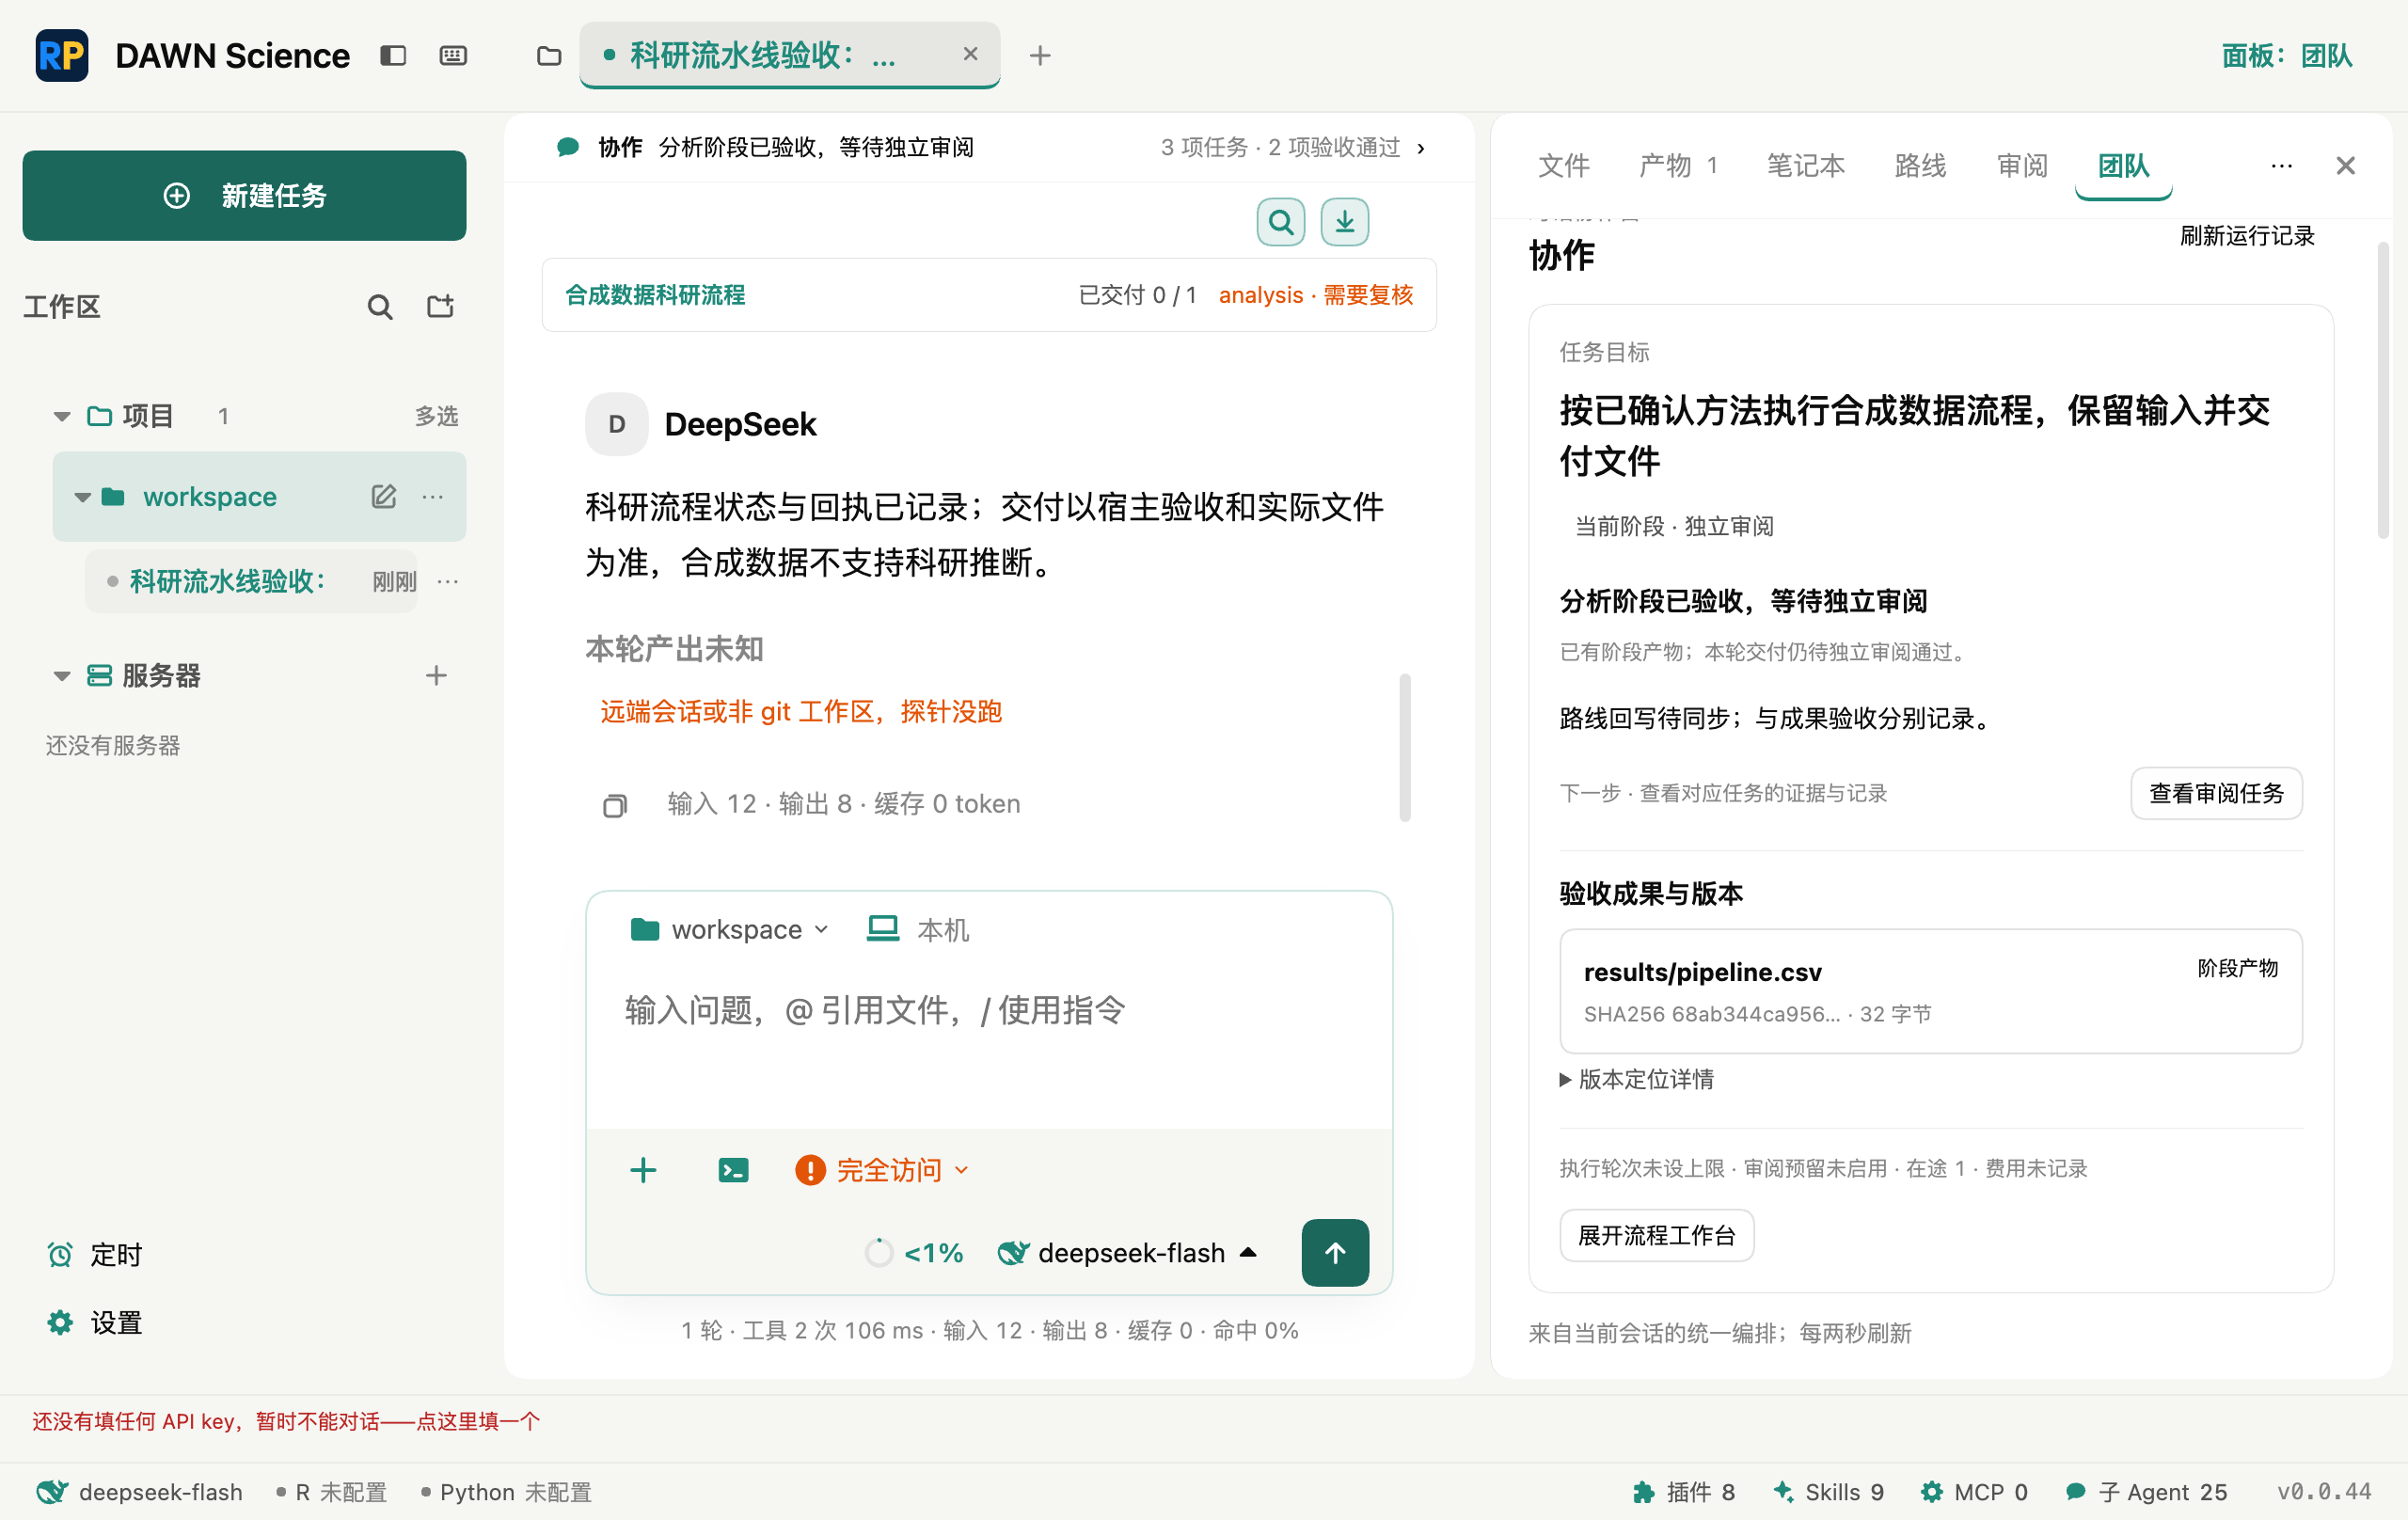 RP DAWN Science
科研流水线验收：...
面板：团队
新建任务
工作区
项目 1 多选
workspace
科研流水线验收： 刚刚
服务器
还没有服务器
定时
设置
协作 分析阶段已验收，等待独立审阅 3 项任务 · 2 项验收通过 ›
合成数据科研流程 已交付 0 / 1 analysis · 需要复核
D DeepSeek
科研流程状态与回执已记录；交付以宿主验收和实际文件
为准，合成数据不支持科研推断。
本轮产出未知
远端会话或非 git 工作区，探针没跑
输入 12 · 输出 8 · 缓存 0 token
workspace 本机
输入问题，@ 引用文件，/ 使用指令
完全访问
<1% deepseek-flash
1 轮 · 工具 2 次 106 ms · 输入 12 · 输出 8 · 缓存 0 · 命中 0%
文件 产物 1 笔记本 路线 审阅 团队 ...
刷新运行记录
协作
任务目标
按已确认方法执行合成数据流程，保留输入并交
付文件
当前阶段 · 独立审阅
分析阶段已验收，等待独立审阅
已有阶段产物；本轮交付仍待独立审阅通过。
路线回写待同步；与成果验收分别记录。
下一步 · 查看对应任务的证据与记录 查看审阅任务
验收成果与版本
results/pipeline.csv 阶段产物
SHA256 68ab344ca956... · 32 字节
版本定位详情
执行轮次未设上限 · 审阅预留未启用 · 在途 1 · 费用未记录
展开流程工作台
来自当前会话的统一编排；每两秒刷新
还没有填任何 API key，暂时不能对话——点这里填一个
deepseek-flash R 未配置 Python 未配置 插件 8 Skills 9 MCP 0 子 Agent 25 v0.0.44